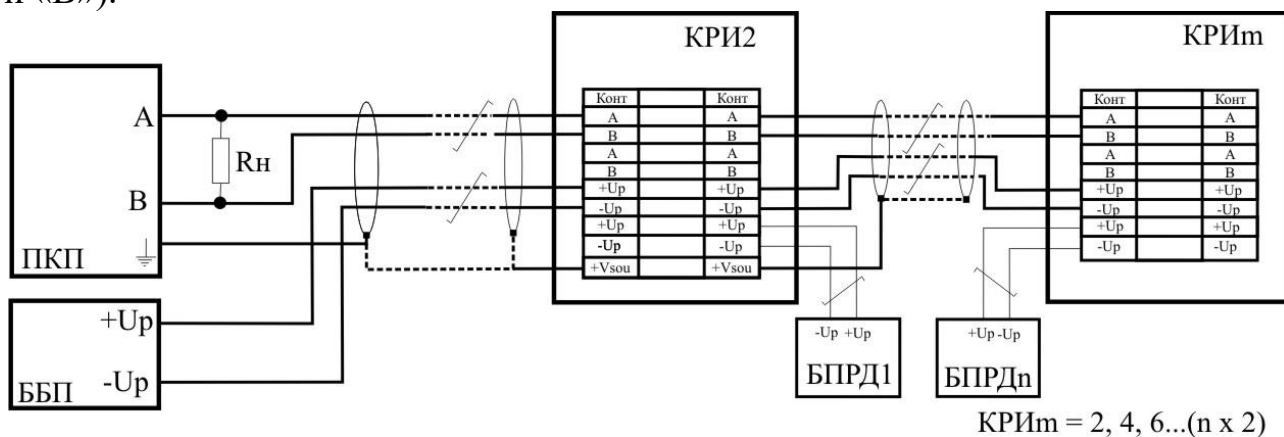 и «В»).
КРИ2
КРИm
ПКП
A
B
Rн
ББП
+Up
-Up
Конт Конт
A A
B B
A A
B B
+Up +Up
-Up -Up
+Up +Up
-Up -Up
+Vsou +Vsou
Конт Конт
A A
B B
A A
B B
+Up +Up
-Up -Up
+Up +Up
-Up -Up
-Up +Up
БПРД1
+Up -Up
БПРДn
КРИm = 2, 4, 6...(n x 2)